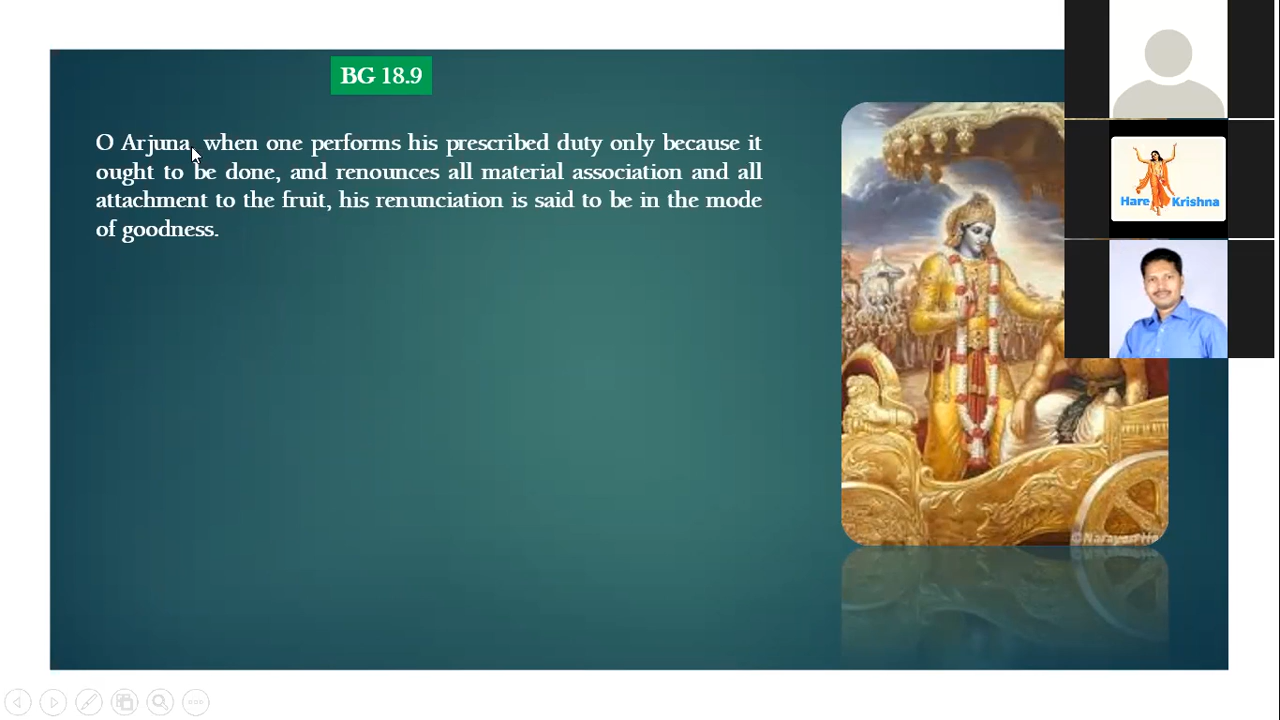 BG 18.9
O Arjuna, when one performs his prescribed duty only because it
ought to be done, and renounces all material association and all
attachment to the fruit, his renunciation is said to be in the mode
of goodness.
Hare Krishna